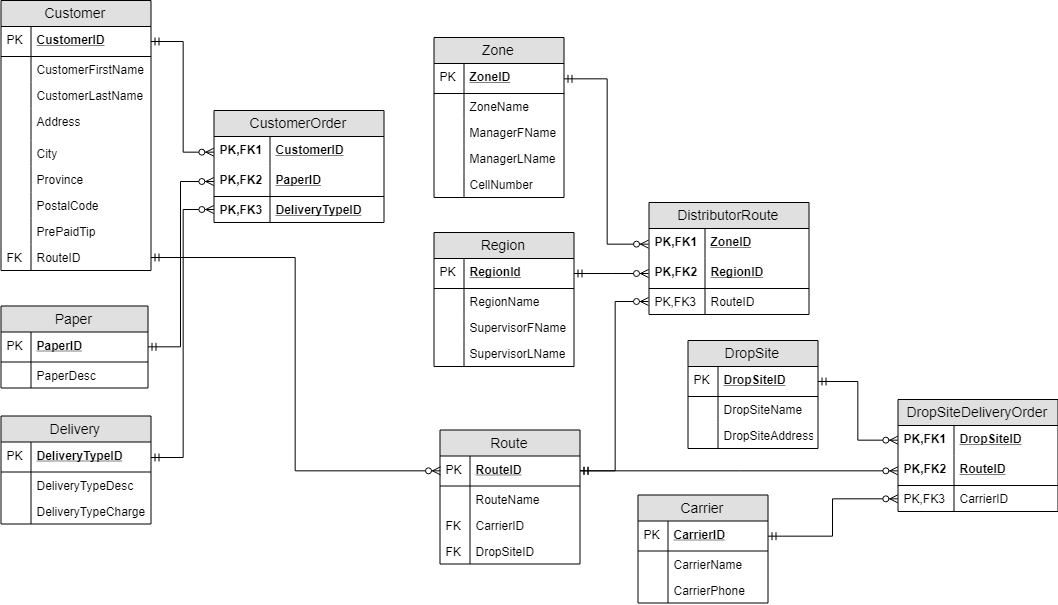 Customer
PK CustomerID
CustomerFirstName
CustomerLastName
Address
City
Province
PostalCode
PrePaidTip
FK RouteID
CustomerOrder
PK,FK1 CustomerID
PK,FK2 PaperID
PK,FK3 DeliveryTypeID
Paper
PK PaperID
PaperDesc
Delivery
PK DeliveryTypeID
DeliveryTypeDesc
DeliveryTypeCharge
Zone
PK ZoneID
ZoneName
ManagerFName
ManagerLName
CellNumber
Region
PK RegionId
RegionName
SupervisorFName
SupervisorLName
DistributorRoute
PK,FK1 ZoneID
PK,FK2 RegionID
PK,FK3 RouteID
DropSite
PK DropSiteID
DropSiteName
DropSiteAddress
Route
PK RouteID
RouteName
FK CarrierID
FK DropSiteID
DropSiteDeliveryOrder
PK,FK1 DropSiteID
PK,FK2 RouteID
PK,FK3 CarrierID
Carrier
PK CarrierID
CarrierName
CarrierPhone